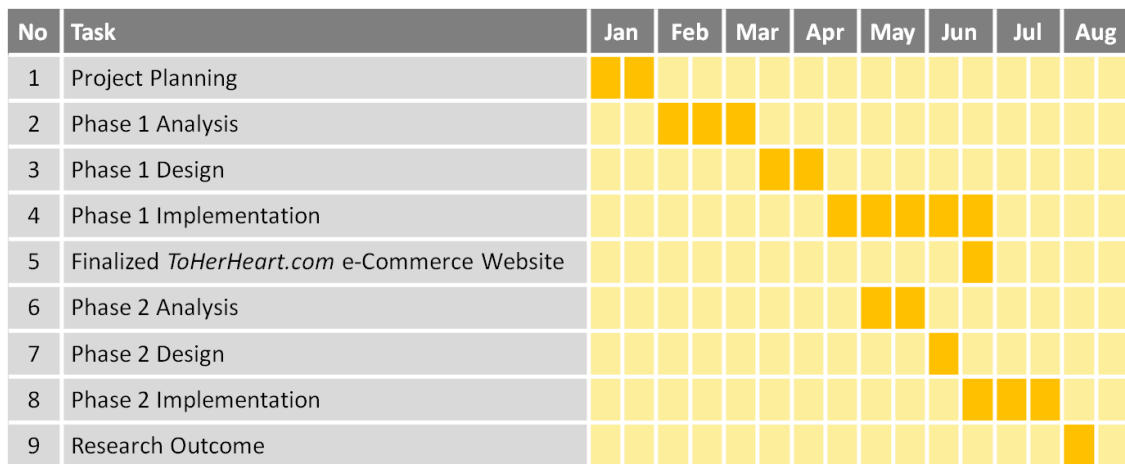 No Task Jan Feb Mar Apr May Jun Jul Aug
1 Project Planning
2 Phase 1 Analysis
3 Phase 1 Design
4 Phase 1 Implementation
5 Finalized ToHerHeart.com e-Commerce Website
6 Phase 2 Analysis
7 Phase 2 Design
8 Phase 2 Implementation
9 Research Outcome